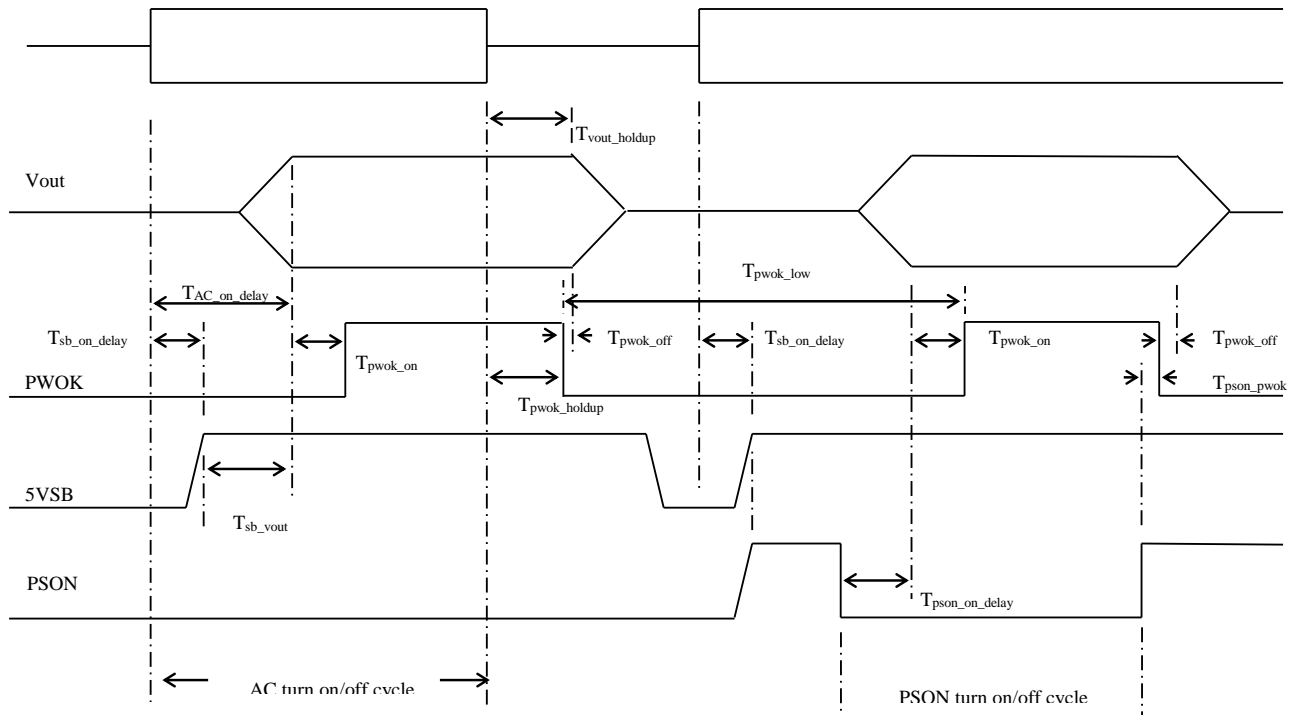 Tvout_holdup
Vout
Tpwok_low
TAC_on_delay
Tsb_on_delay
Tpwok_on
Tpwok_off
Tsb_on_delay
Tpwok_on
Tpwok_off
PWOK
Tpwok_holdup
Tpson_pwok
5VSB
Tsb_vout
PSON
Tpson_on_delay
AC turn on/off cycle
PSON turn on/off cycle